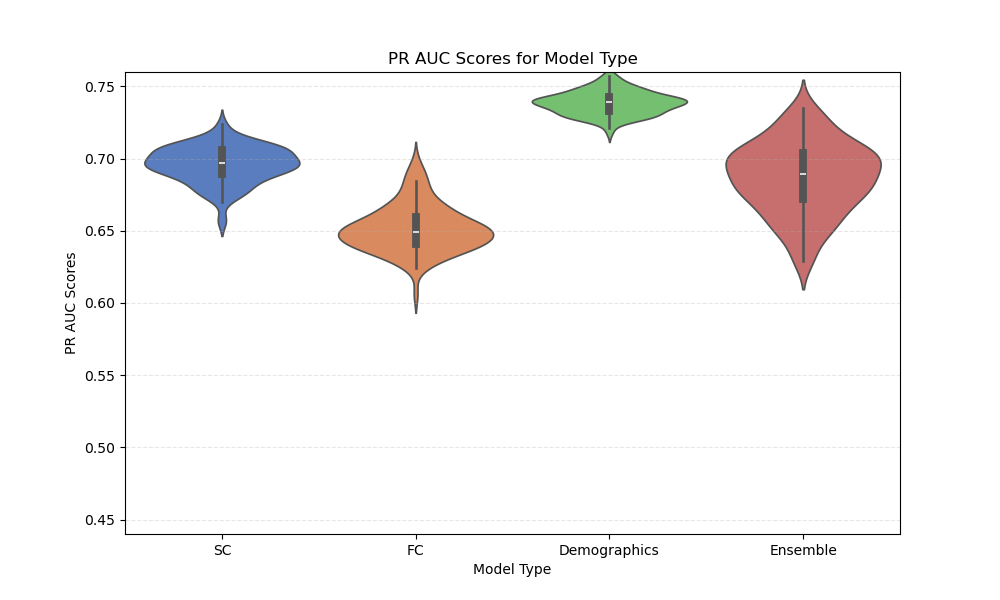 PR AUC Scores for Model Type
PR AUC Scores
0.75
0.70
0.65
0.60
0.55
0.50
0.45
SC FC Demographics Ensemble
Model Type